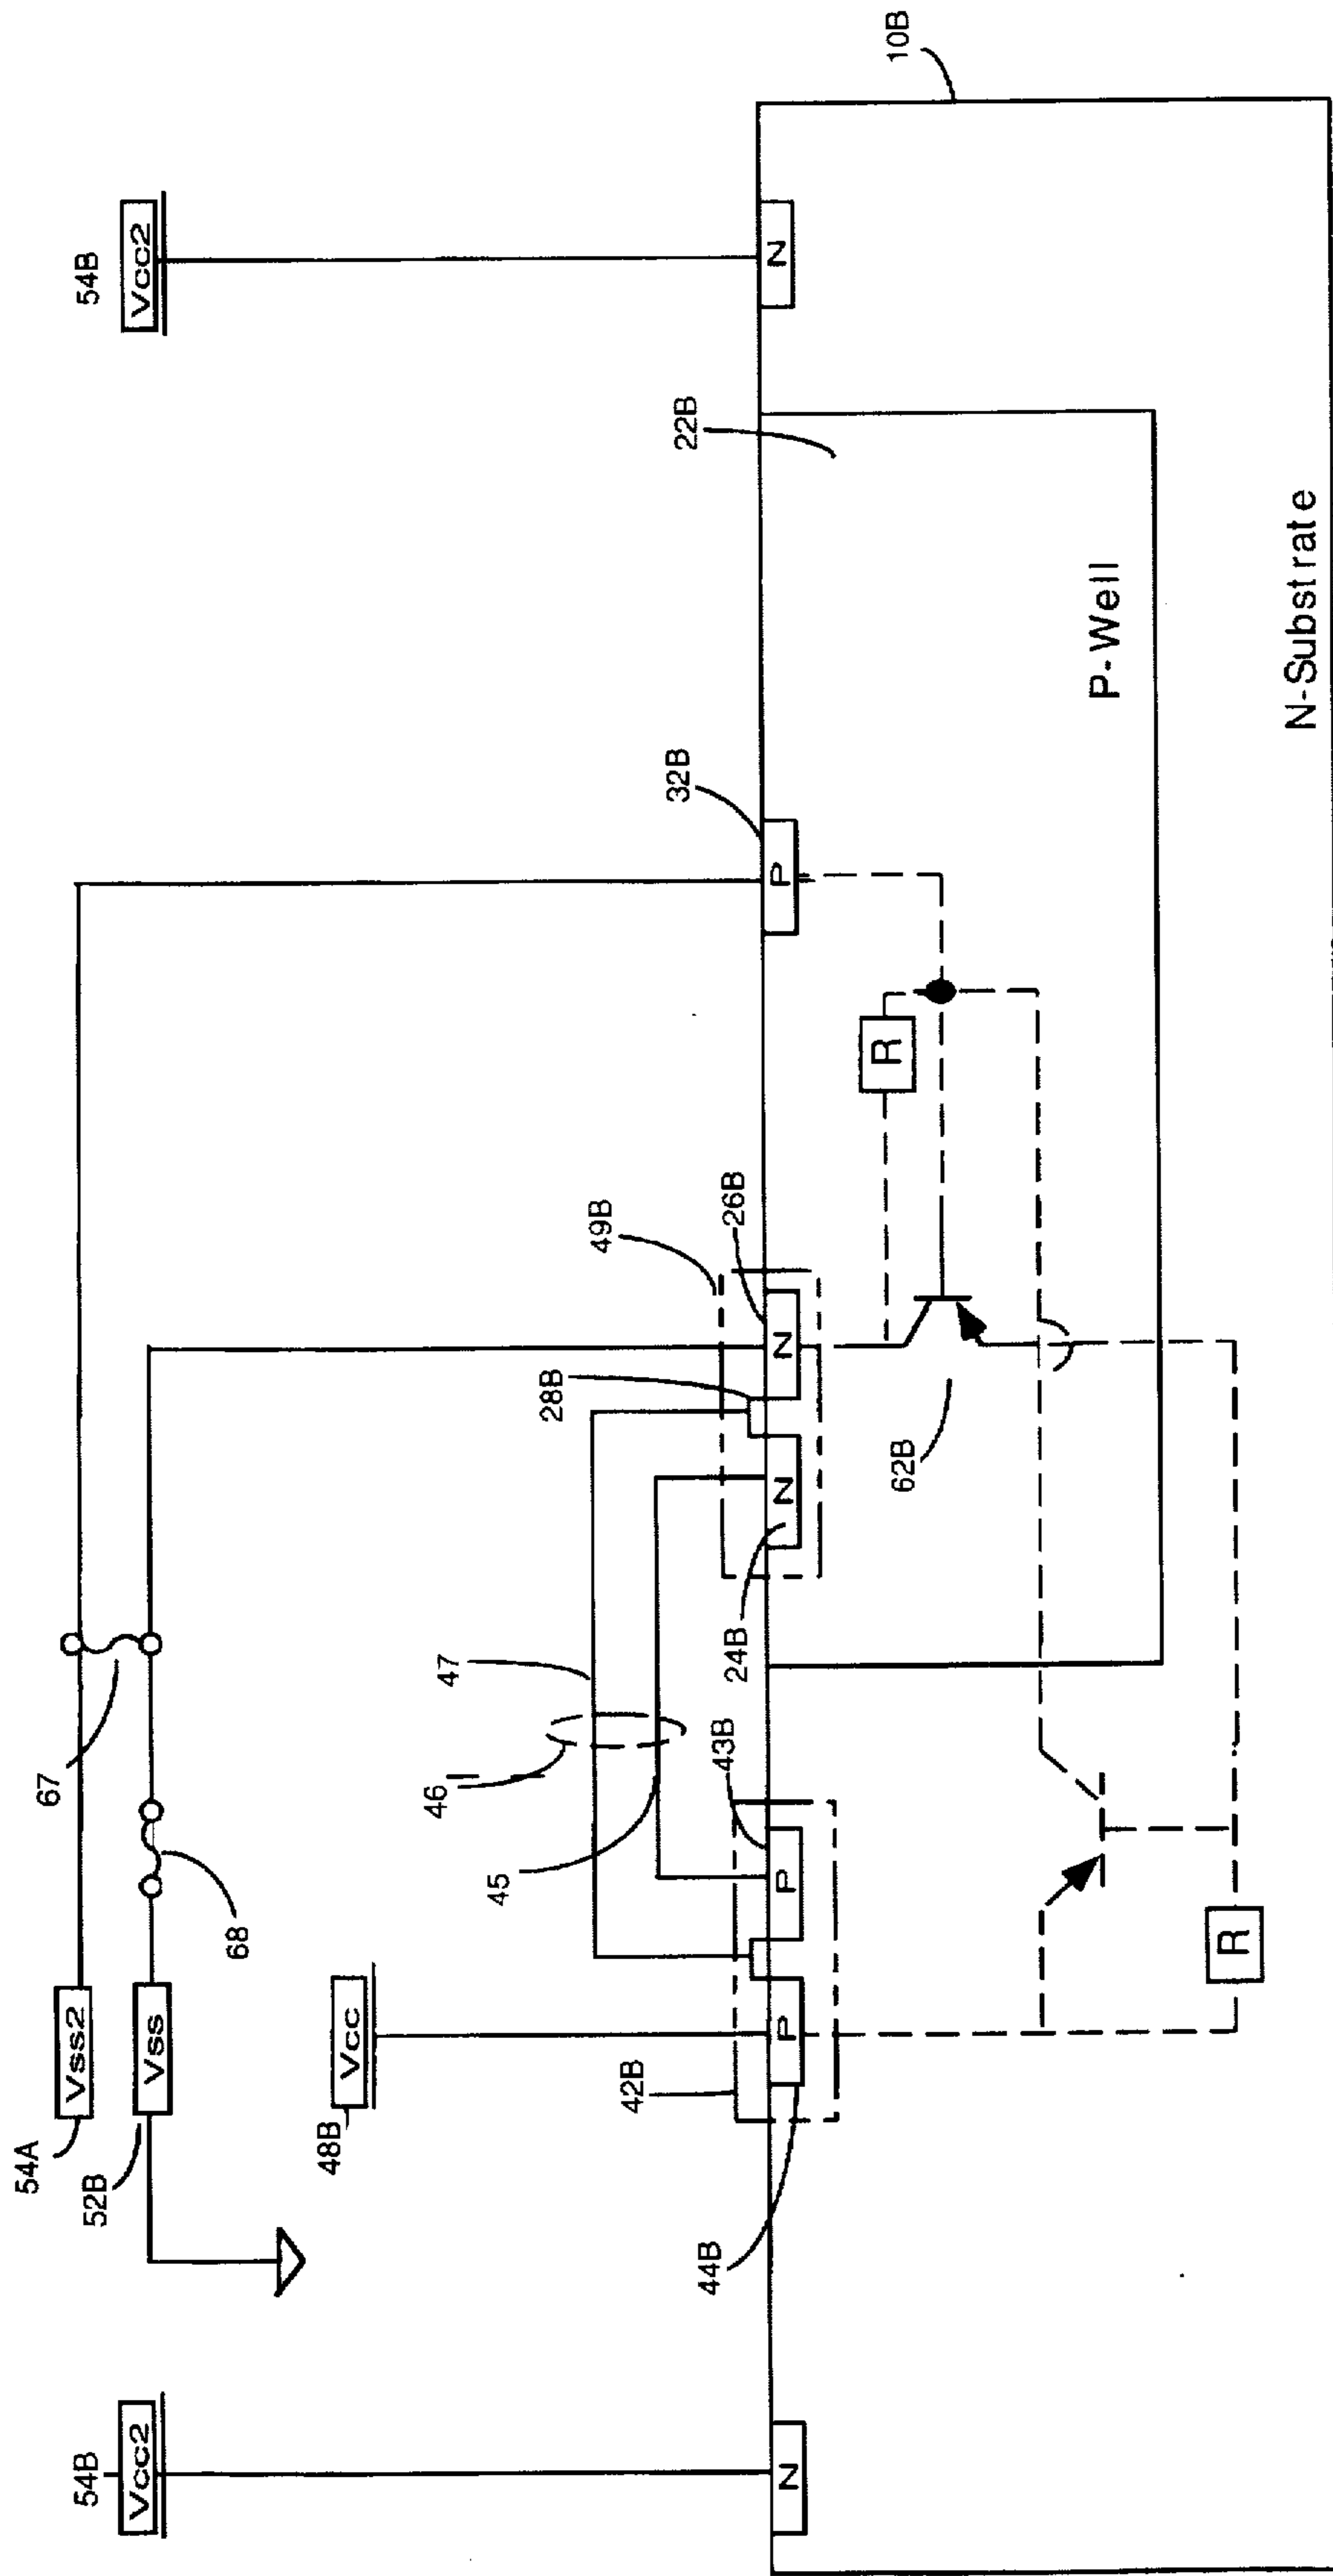 54A
67
Vss2
54B
54B
52B
Vcc2
Vss
Vcc2
68
48B
Vcc
46
47
45
28B
49B
42B
32B
22B
44B
43B
24B
26B
N
P
P
N
N
P
N
R
10B
62B
P-Well
R
N-Substrate